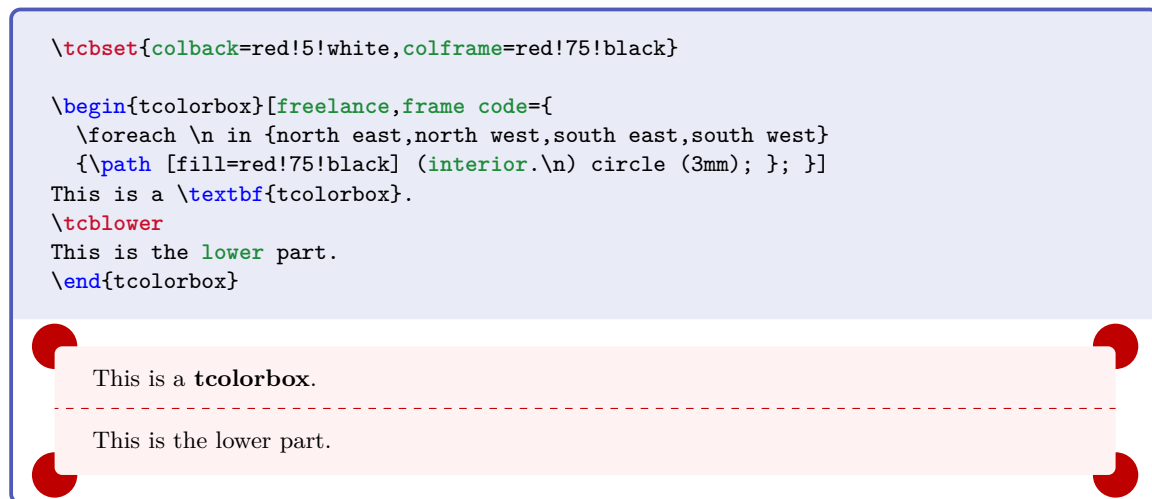 \tcbset{colback=red!5!white,colframe=red!75!black}
\begin{tcolorbox}[freelance,frame code={
\foreach \n in {north east,north west,south east,south west}
{\path [fill=red!75!black] (interior.\n) circle (3mm); }; }]
This is a \textbf{tcolorbox}.
\tcblower
This is the lower part.
\end{tcolorbox}
This is a tcolorbox.
This is the lower part.